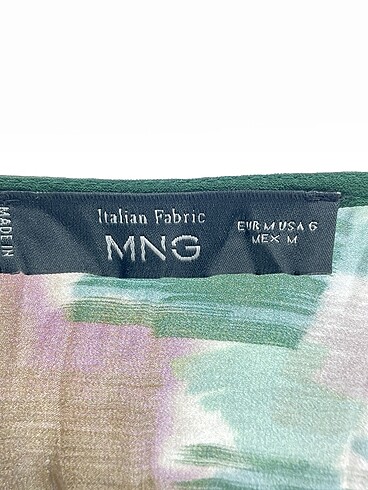 MADE IN
Italian Fabric
MNG
EUR M USA 6
MEX M